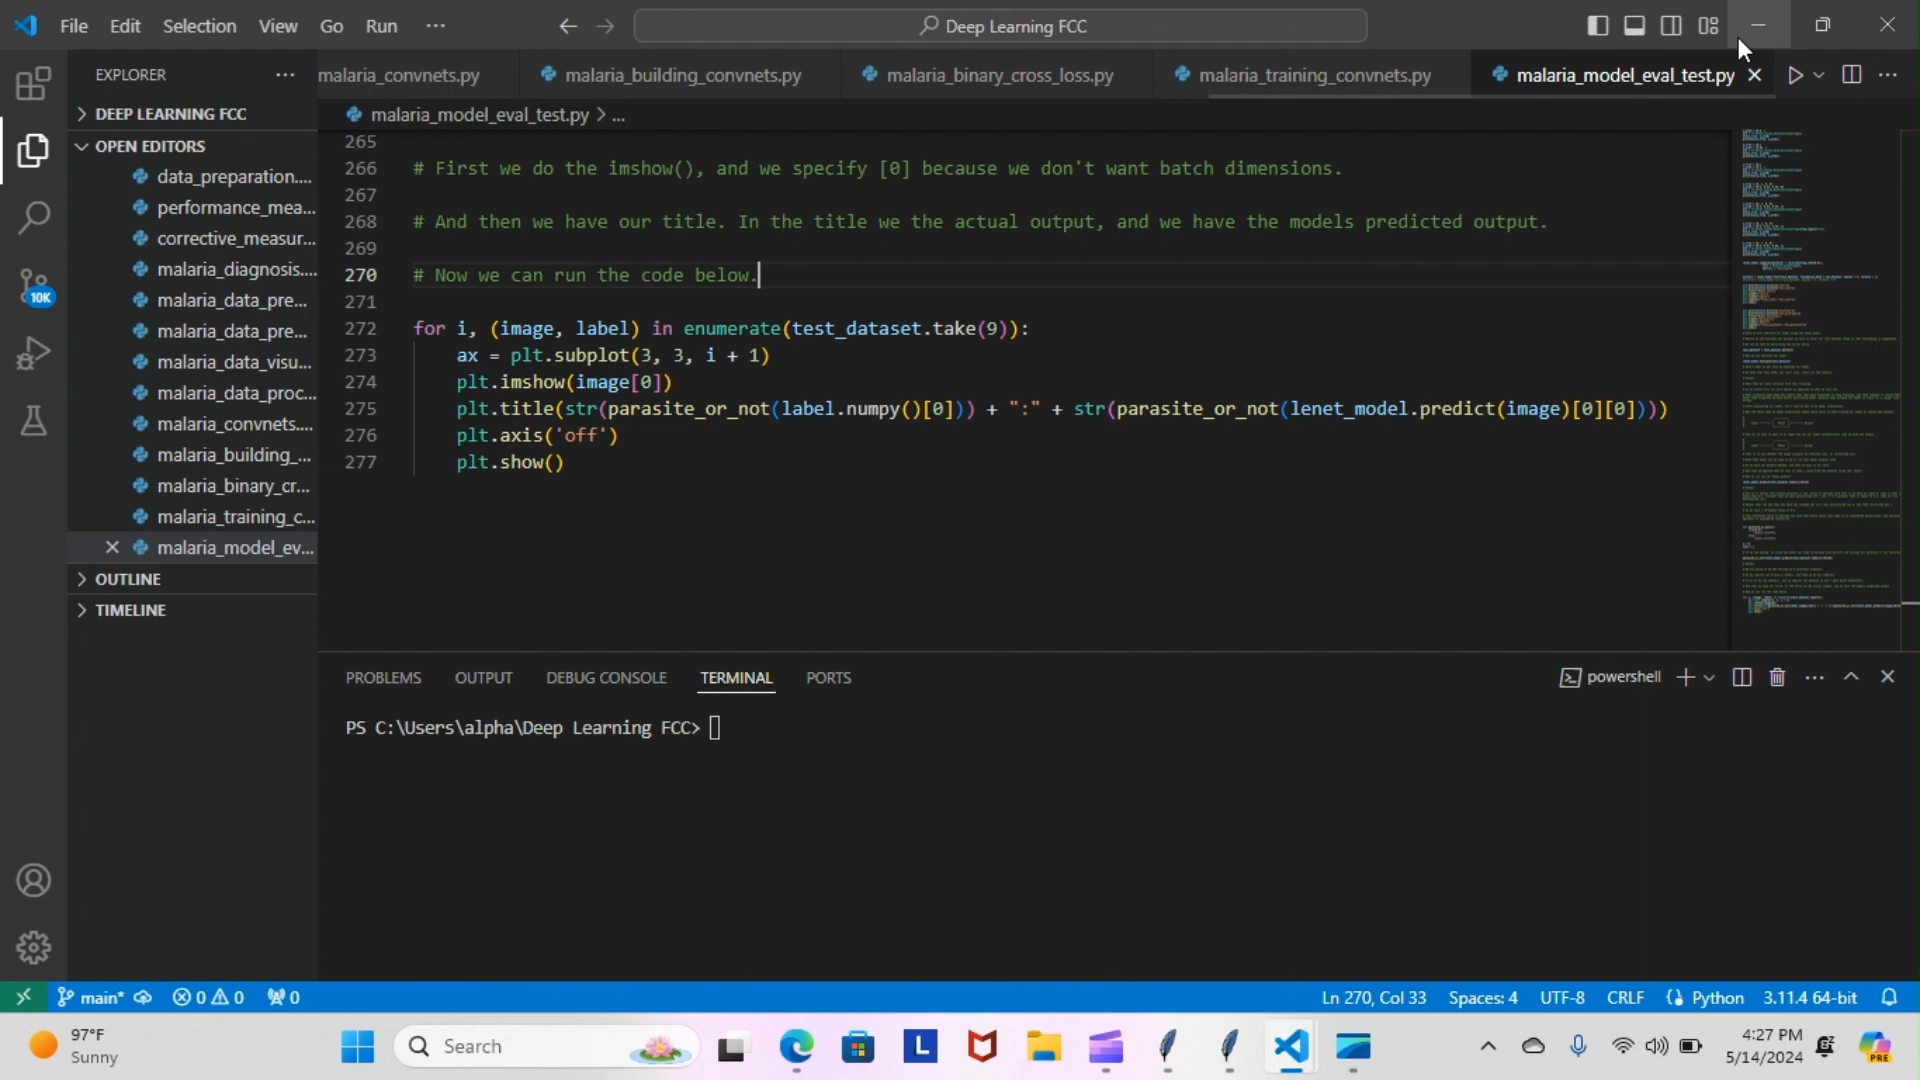 File Edit Selection View Go Run ... Deep Learning FCC
EXPLORER ... malaria_convnets.py malaria_building_convnets.py malaria_binary_cross_loss.py malaria_training_convnets.py malaria_model_eval_test.py
DEEP LEARNING FCC
malaria_model_eval_test.py > ...
OPEN EDITORS
data_preparation....
performance_mea...
corrective_measur...
malaria_diagnosis....
malaria_data_pre...
malaria_data_pre...
malaria_data_visu...
malaria_data_proc...
malaria_convnets....
malaria_building_...
malaria_binary_cr...
malaria_training_c...
malaria_model_ev...
OUTLINE
TIMELINE
10K
265
266 # First we do the imshow(), and we specify [0] because we don't want batch dimensions.
267
268 # And then we have our title. In the title we the actual output, and we have the models predicted output.
269
270 # Now we can run the code below.
271
272 for i, (image, label) in enumerate(test_dataset.take(9)):
273 ax = plt.subplot(3, 3, i + 1)
274 plt.imshow(image[0])
275 plt.title(str(parasite_or_not(label.numpy()[0])) + ":" + str(parasite_or_not(lenet_model.predict(image)[0][0])))
276 plt.axis('off')
277 plt.show()
PROBLEMS OUTPUT DEBUG CONSOLE TERMINAL PORTS powershell
PS C:\Users\alpha\Deep Learning FCC>
main* 0 0 0 Ln 270, Col 33 Spaces: 4 UTF-8 CRLF Python 3.11.4 64-bit
97°F
Sunny
Search
L
4:27 PM
5/14/2024
PRE